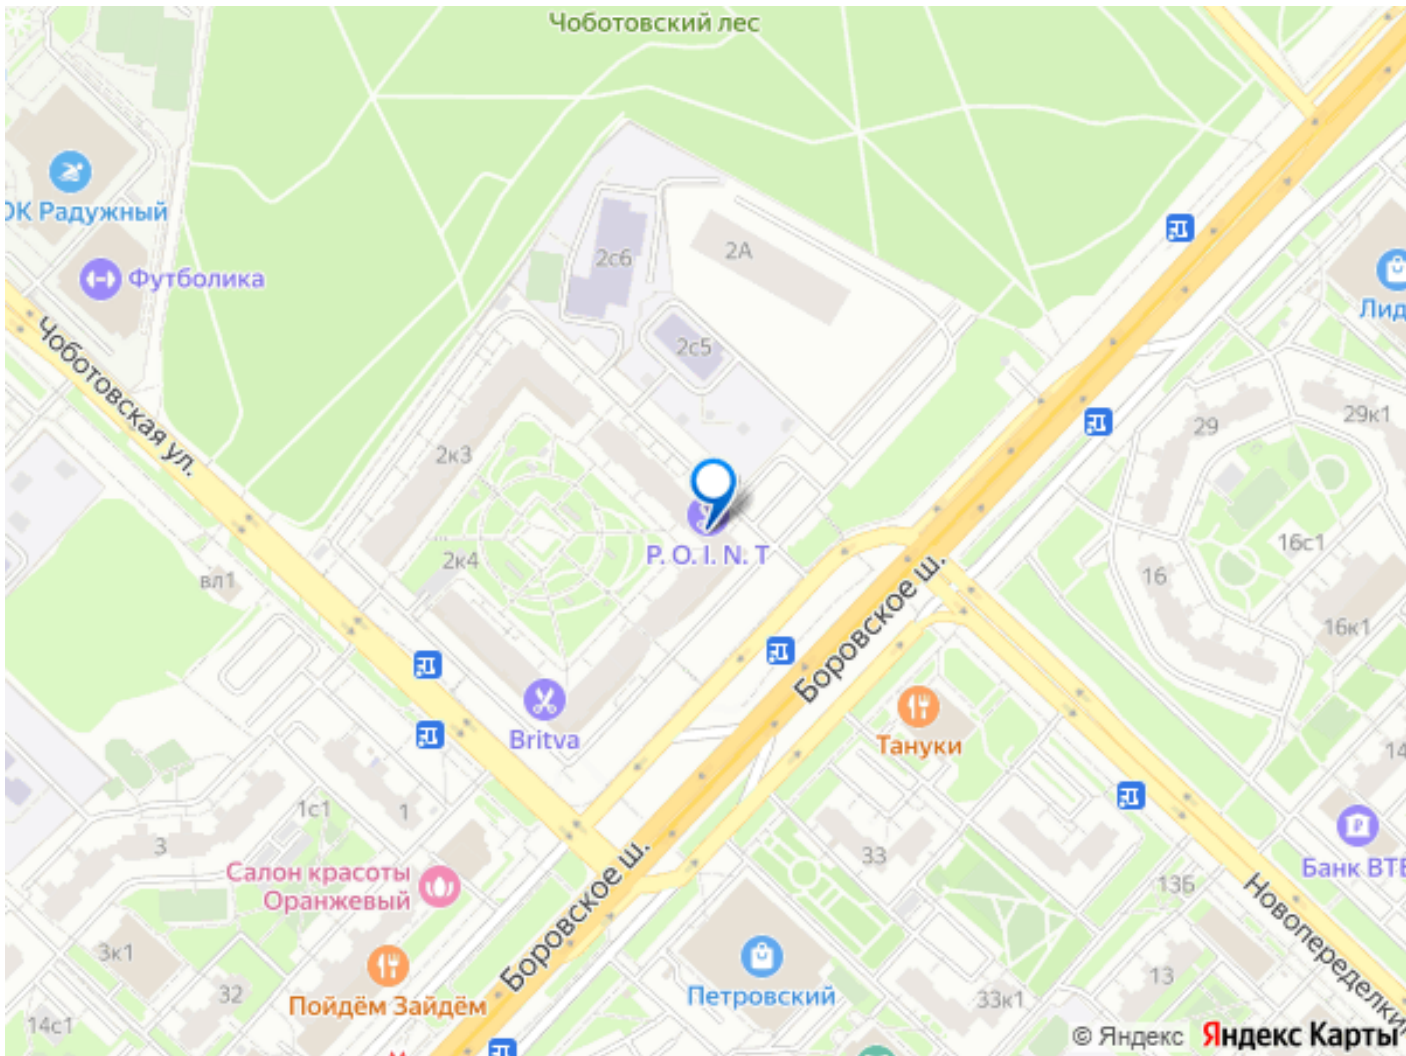 Чоботовский лес
ОК Радужный
Футболика
2с6
2А
2с5
Лид
Чоботовская ул.
2к3
29
29к1
2к4
вл1
P. O. I. N. T
Боровское ш.
16с1
16
16к1
Britva
Тануки
1с1
1
3
33
14
Банк ВТБ
Салон красоты
Оранжевый
13Б
Новопеределки
Боровское ш.
3к1
32
Пойдём Зайдём
Петровский
33к1
13
14с1
© Яндекс Яндекс Карты